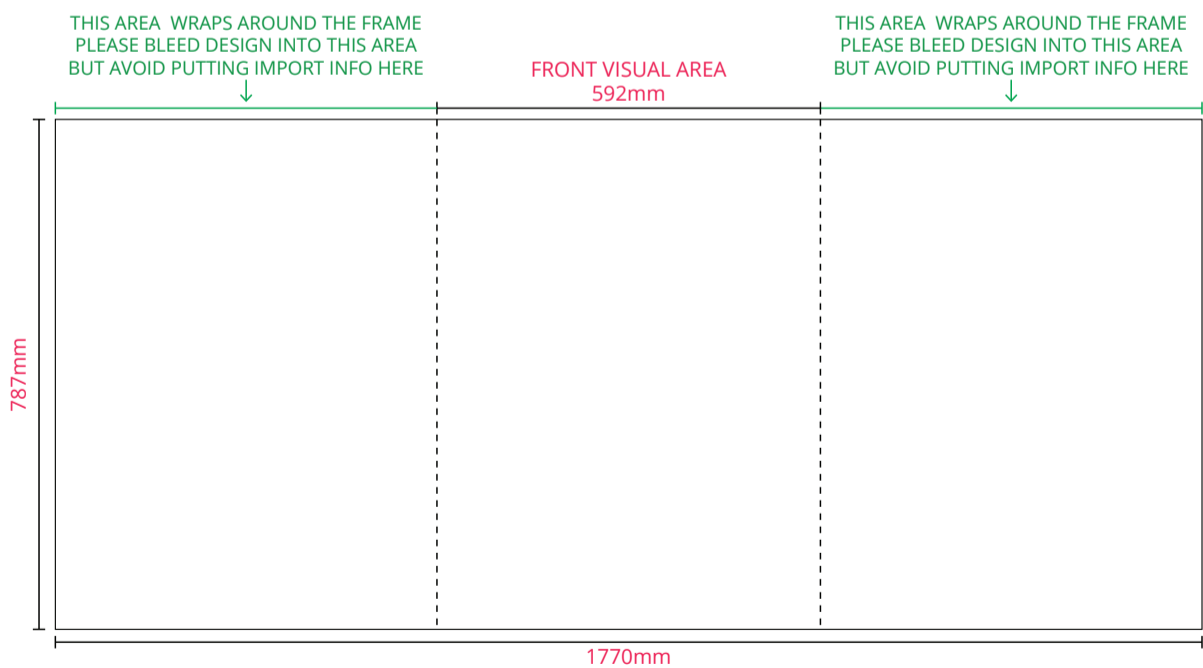 THIS AREA  WRAPS AROUND THE FRAME
PLEASE BLEED DESIGN INTO THIS AREA
BUT AVOID PUTTING IMPORT INFO HERE
FRONT VISUAL AREA
592mm
THIS AREA  WRAPS AROUND THE FRAME
PLEASE BLEED DESIGN INTO THIS AREA
BUT AVOID PUTTING IMPORT INFO HERE
787mm
1770mm